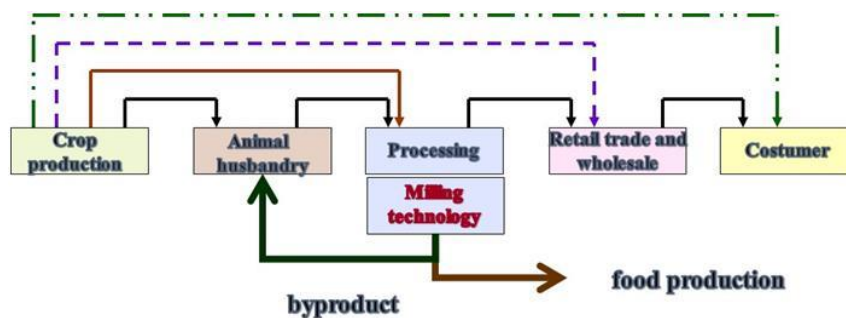 Crop
production
Animal
husbandry
Processing
Retail trade and
wholesale
Costumer
Milling
technology
food production
byproduct